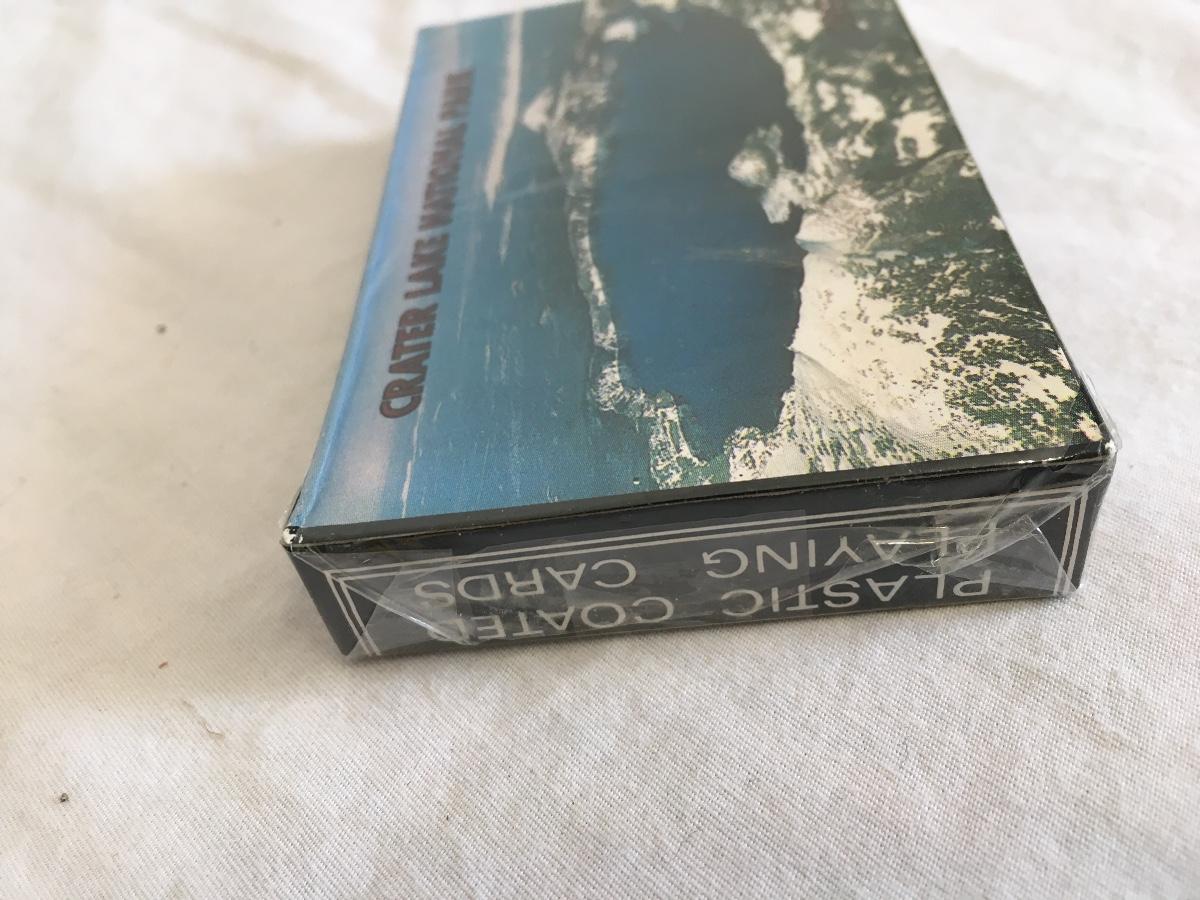 CRATER LAKE NATIONAL PARK
PLASTIC COATED
PLAYING CARDS